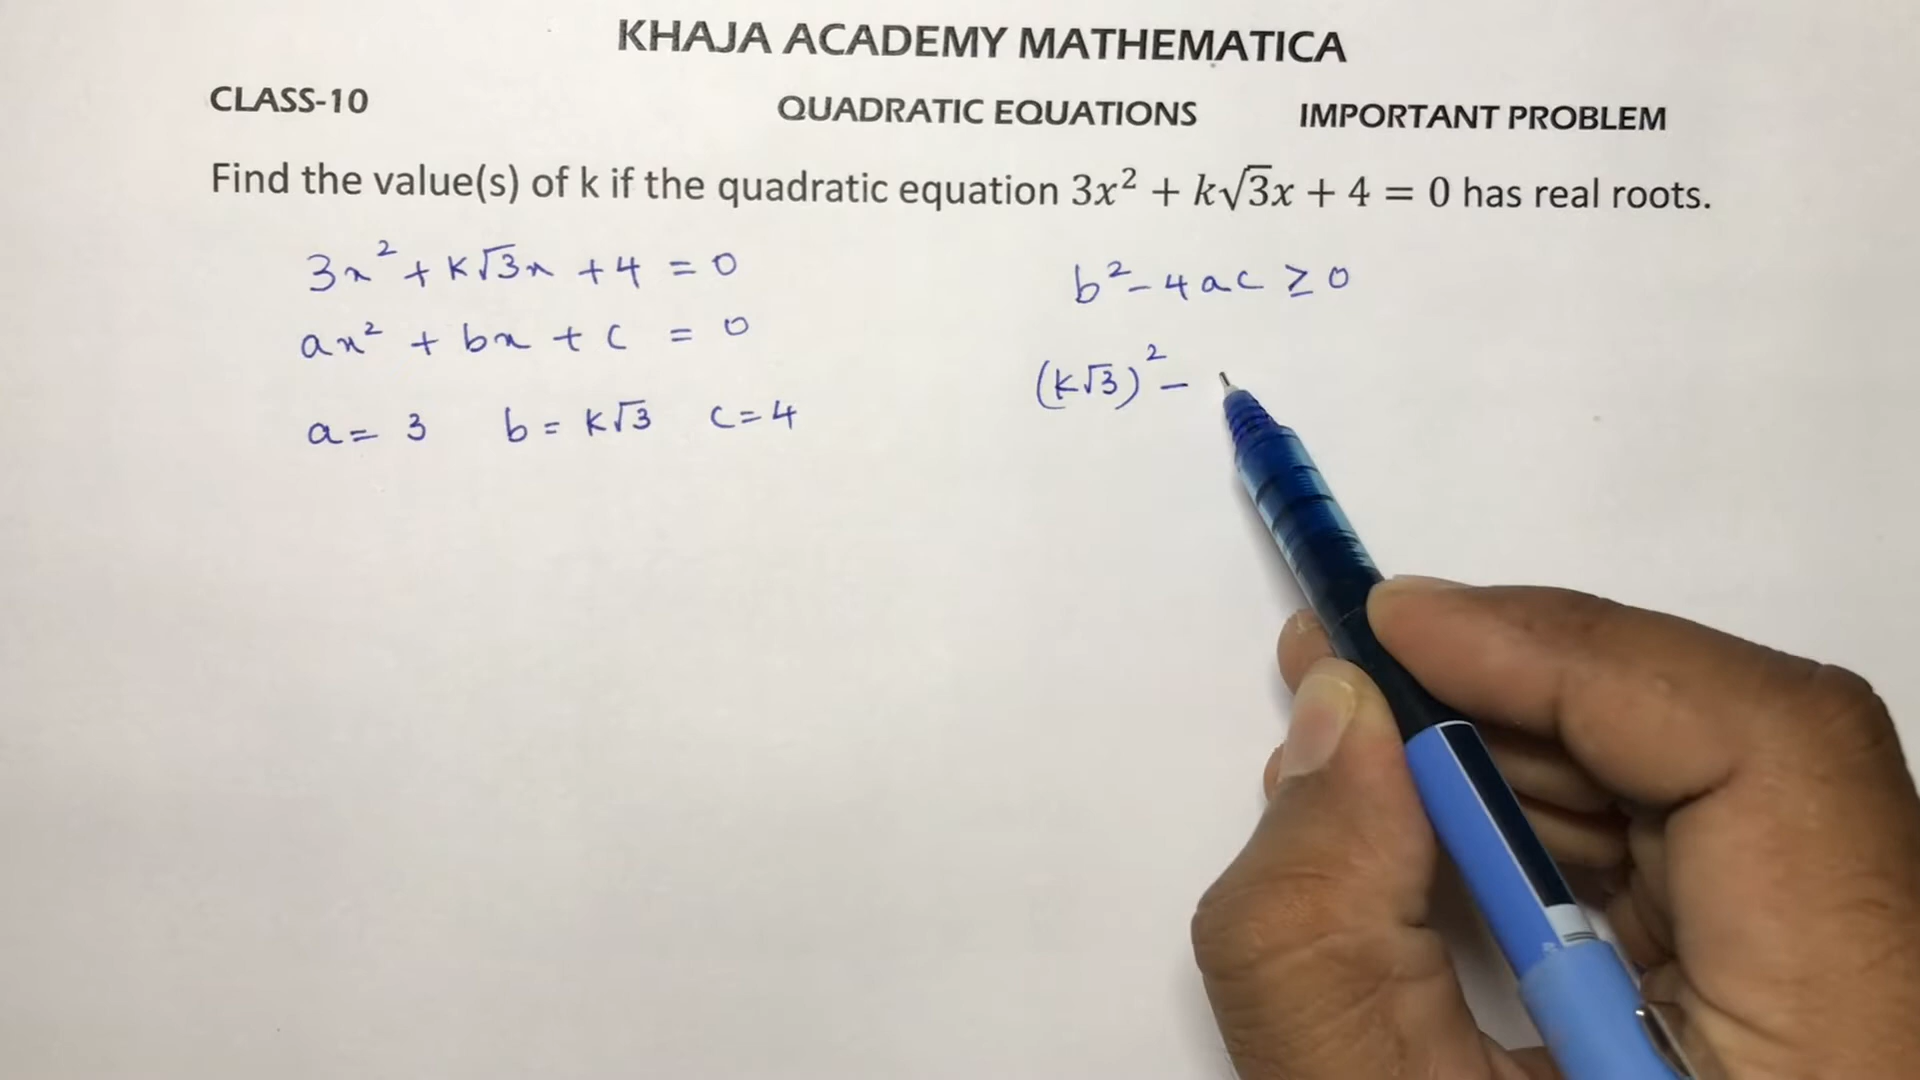 KHAJA ACADEMY MATHEMATICA
CLASS-10 QUADRATIC EQUATIONS IMPORTANT PROBLEM
Find the value(s) of k if the quadratic equation 3x² + k√3x + 4 = 0 has real roots.
3x² + k√3x + 4 = 0
ax² + bx + c = 0
a = 3 b = k√3 c = 4
b² - 4ac ≥ 0
(k√3)² -